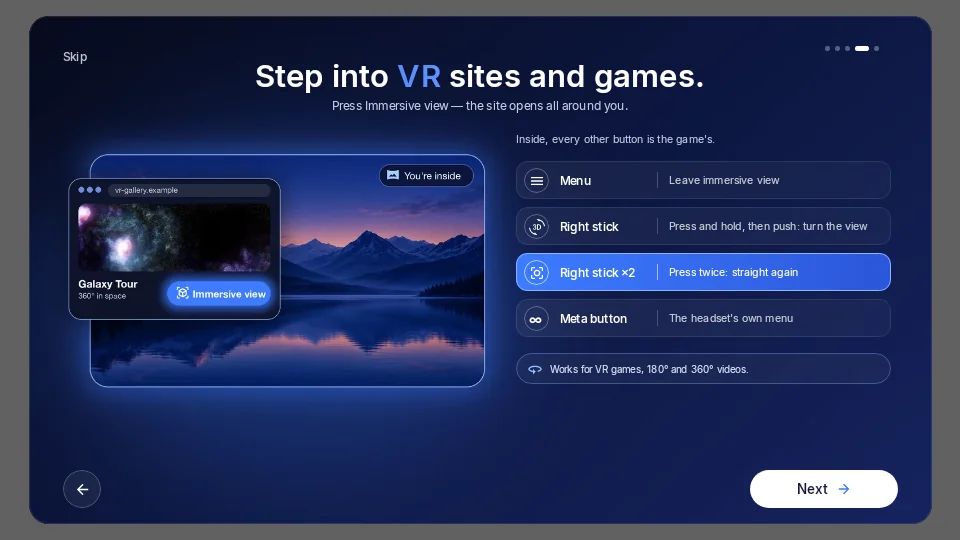 Skip
Step into VR sites and games.
Press Immersive view — the site opens all around you.
Inside, every other button is the game's.
You're inside
vr-gallery.example
Galaxy Tour
360° in space
Immersive view
Menu
Leave immersive view
3D
Right stick
Press and hold, then push: turn the view
Right stick ×2
Press twice: straight again
Meta button
The headset's own menu
Works for VR games, 180° and 360° videos.
Next